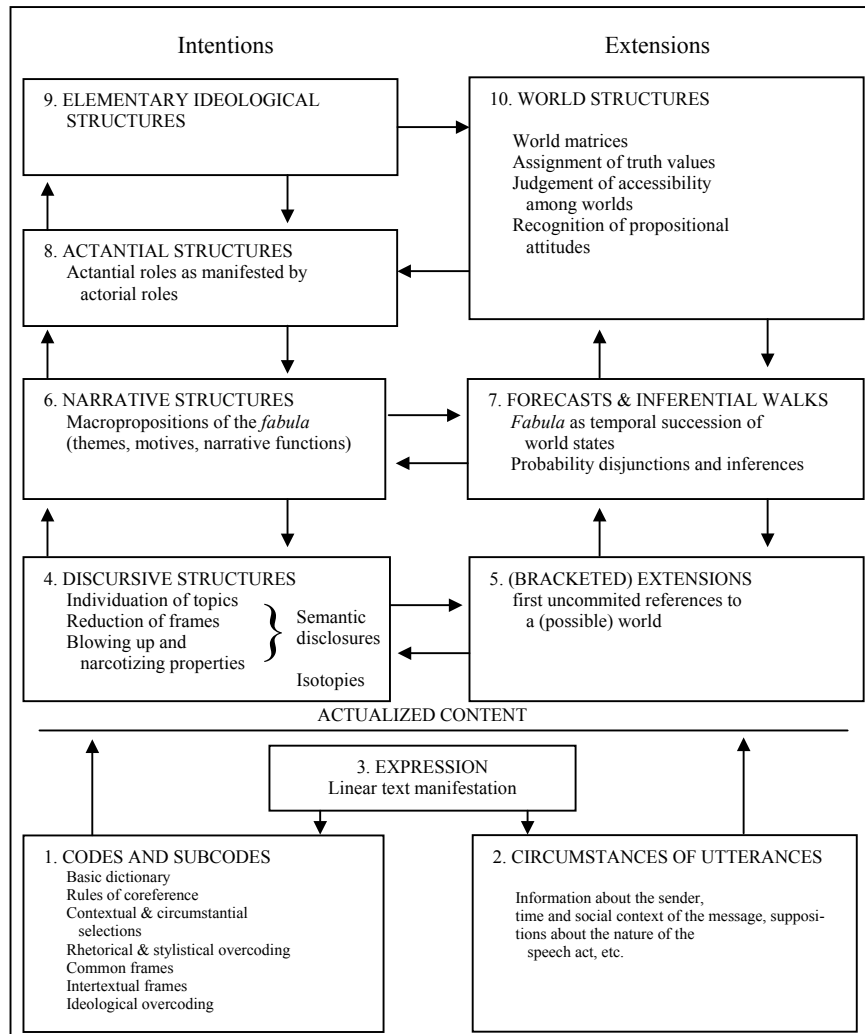 Intentions
Extensions
9. ELEMENTARY IDEOLOGICAL
STRUCTURES
10. WORLD STRUCTURES
World matrices
Assignment of truth values
Judgement of accessibility
among worlds
Recognition of propositional
attitudes
8. ACTANTIAL STRUCTURES
Actantial roles as manifested by
actorial roles
6. NARRATIVE STRUCTURES
Macropropositions of the fabula
(themes, motives, narrative functions)
7. FORECASTS & INFERENTIAL WALKS
Fabula as temporal succession of
world states
Probability disjunctions and inferences
4. DISCURSIVE STRUCTURES
Individuation of topics
Reduction of frames
Blowing up and
narcotizing properties
Semantic
disclosures
Isotopies
5. (BRACKETED) EXTENSIONS
first uncommited references to
a (possible) world
ACTUALIZED CONTENT
3. EXPRESSION
Linear text manifestation
1. CODES AND SUBCODES
Basic dictionary
Rules of coreference
Contextual & circumstantial
selections
Rhetorical & stylistical overcoding
Common frames
Intertextual frames
Ideological overcoding
2. CIRCUMSTANCES OF UTTERANCES
Information about the sender,
time and social context of the message, supposi-
tions about the nature of the
speech act, etc.